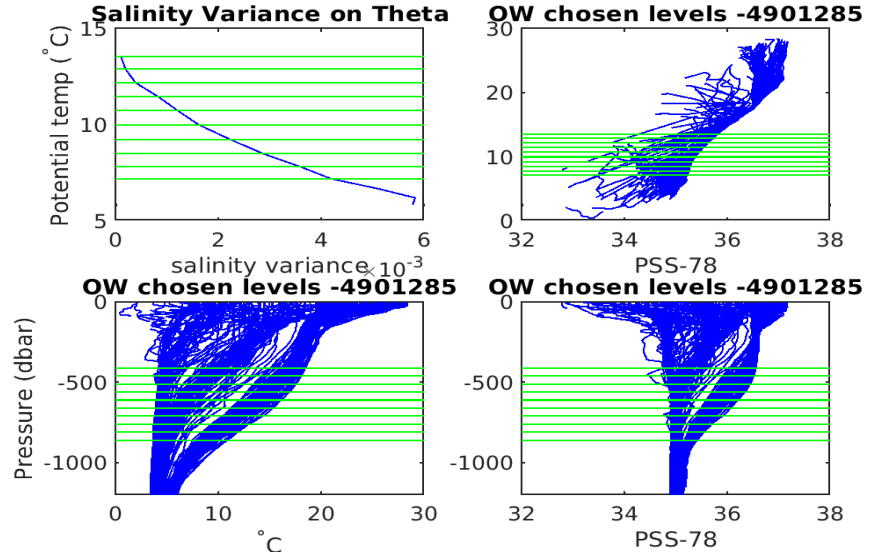 Salinity Variance on Theta
Potential temp (˚C)
15
10
5
0 2 4 6
salinity variance ×10⁻³
OW chosen levels -4901285
30
20
10
0
32 34 36 38
PSS-78
OW chosen levels -4901285
Pressure (dbar)
0
-500
-1000
0 10 20 30
˚C
OW chosen levels -4901285
0
-500
-1000
32 34 36 38
PSS-78